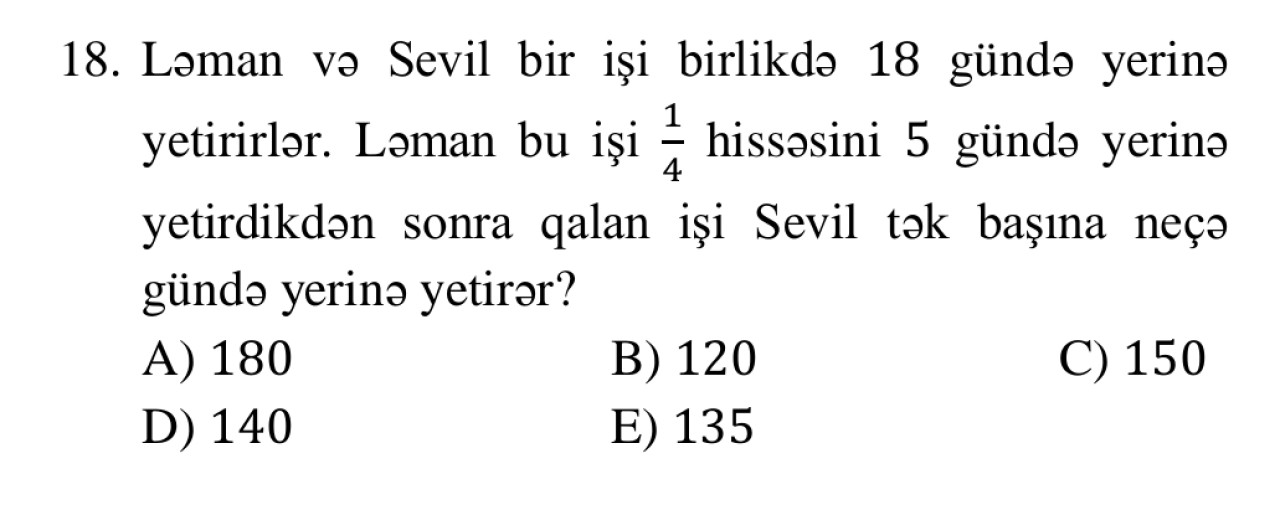 18. Ləman və Sevil bir işi birlikdə 18 gündə yerinə
yetirirlər. Ləman bu işi 1/4 hissəsini 5 gündə yerinə
yetirdikdən sonra qalan işi Sevil tək başına neçə
gündə yerinə yetirər?
A) 180 B) 120 C) 150
D) 140 E) 135